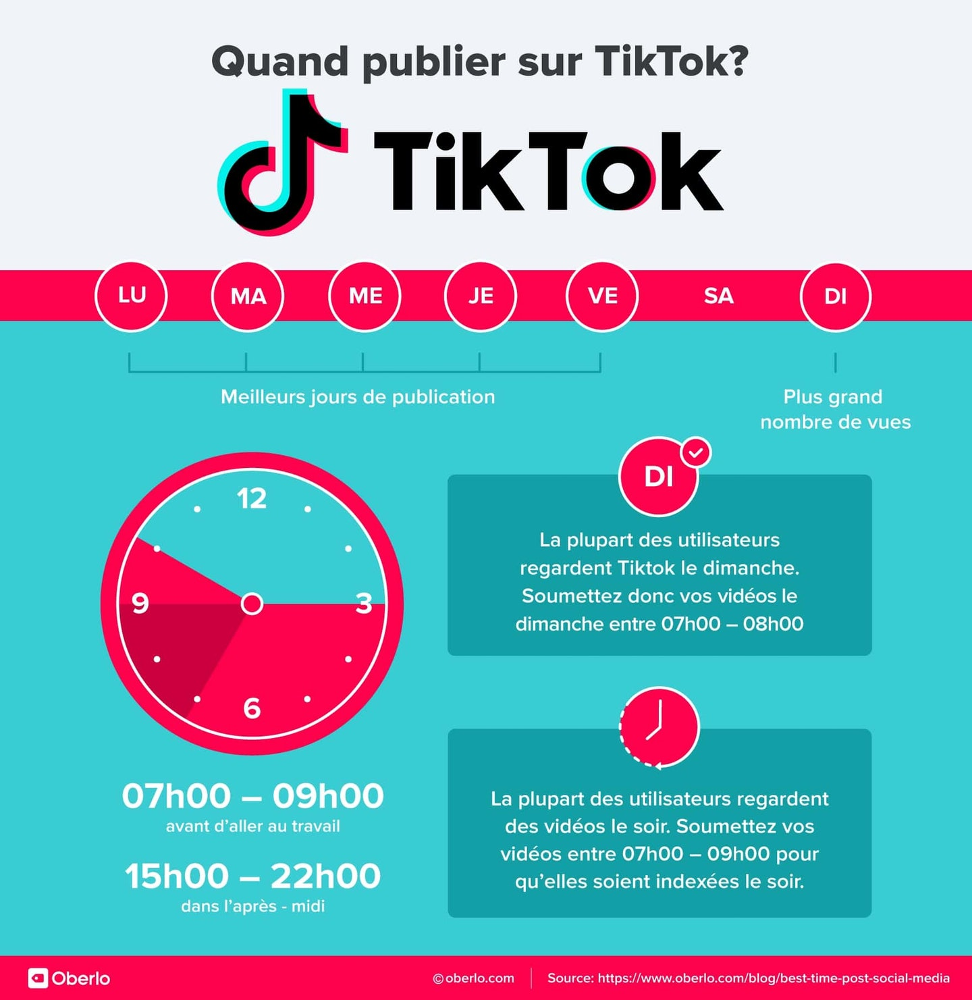 Quand publier sur TikTok?
TikTok
LU MA ME JE VE SA DI
Meilleurs jours de publication
Plus grand
nombre de vues
12
9
3
6
07h00 – 09h00
avant d'aller au travail
15h00 – 22h00
dans l'après - midi
DI
La plupart des utilisateurs
regardent Tiktok le dimanche.
Soumettez donc vos vidéos le
dimanche entre 07h00 – 08h00
La plupart des utilisateurs regardent
des vidéos le soir. Soumettez vos
vidéos entre 07h00 – 09h00 pour
qu'elles soient indexées le soir.
Oberlo
©oberlo.com
Source: https://www.oberlo.com/blog/best-time-post-social-media